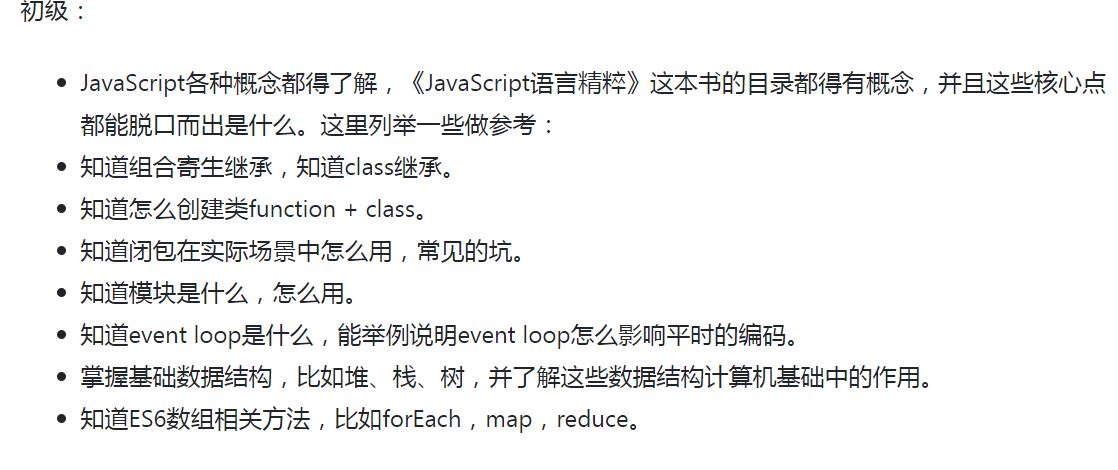 初级：
JavaScript各种概念都得了解，《JavaScript语言精粹》这本书的目录都得有概念，并且这些核心点
都能脱口而出是什么。这里列举一些做参考：
知道组合寄生继承，知道class继承。
知道怎么创建类function + class。
知道闭包在实际场景中怎么用，常见的坑。
知道模块是什么，怎么用。
知道event loop是什么，能举例说明event loop怎么影响平时的编码。
掌握基础数据结构，比如堆、栈、树，并了解这些数据结构计算机基础中的作用。
知道ES6数组相关方法，比如forEach，map，reduce。